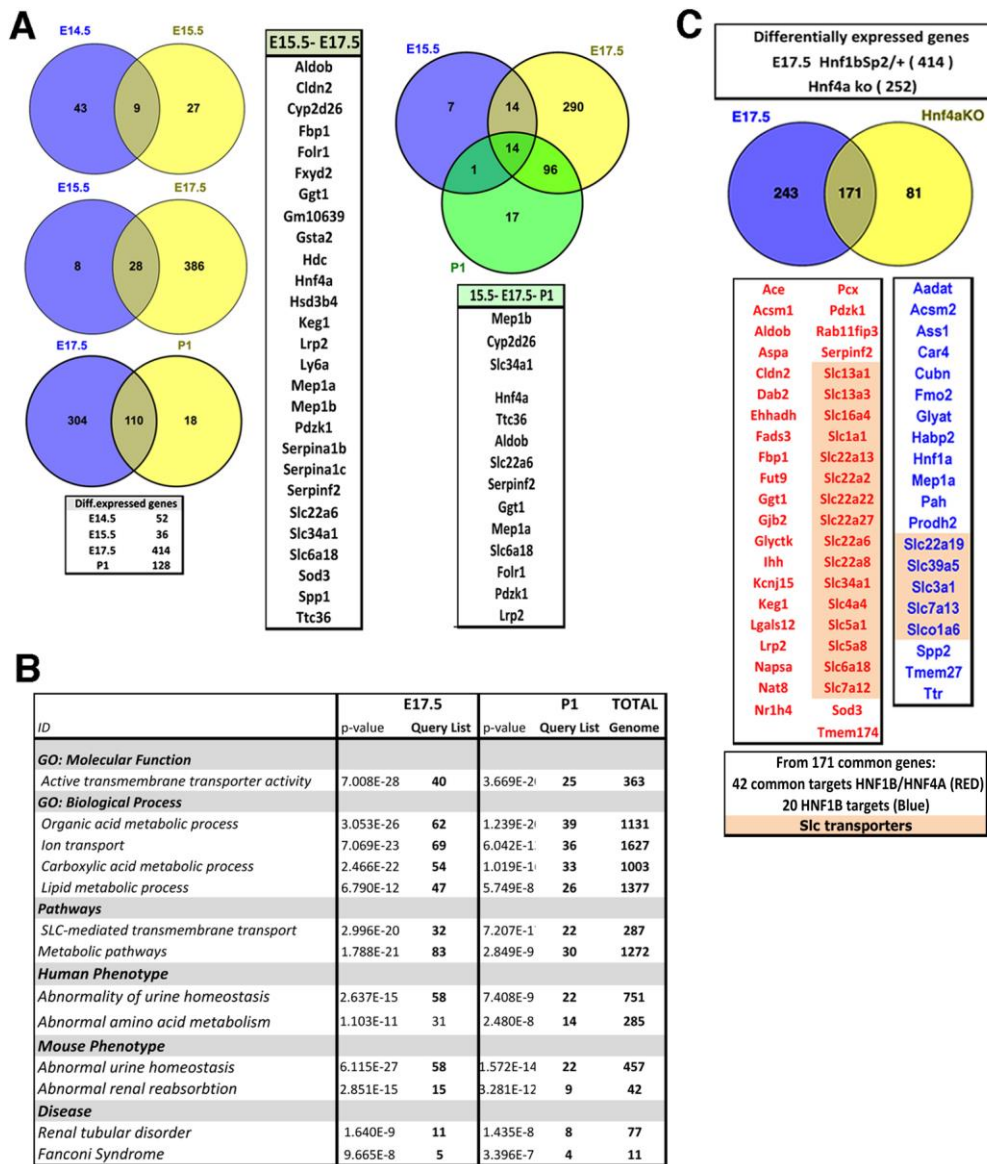 A
E14.5 E15.5
43 9 27
E15.5 E17.5
8 28 386
E17.5 P1
304 110 18
Diff.expressed genes
E14.5 52
E15.5 36
E17.5 414
P1 128
E15.5- E17.5
Aldob
Cldn2
Cyp2d26
Fbp1
Folr1
Fxyd2
Ggt1
Gm10639
Gsta2
Hdc
Hnf4a
Hsd3b4
Keg1
Lrp2
Ly6a
Mep1a
Mep1b
Pdzk1
Serpina1b
Serpina1c
Serpinf2
Slc22a6
Slc34a1
Slc6a18
Sod3
Spp1
Ttc36
E15.5 E17.5
7 14 290
14
1 96
17
P1
15.5- E17.5- P1
Mep1b
Cyp2d26
Slc34a1
Hnf4a
Ttc36
Aldob
Slc22a6
Serpinf2
Ggt1
Mep1a
Slc6a18
Folr1
Pdzk1
Lrp2
B
E17.5 P1 TOTAL
ID p-value Query List p-value Query List Genome
GO: Molecular Function
Active transmembrane transporter activity 7.008E-28 40 3.669E-20 25 363
GO: Biological Process
Organic acid metabolic process 3.053E-26 62 1.239E-20 39 1131
Ion transport 7.069E-23 69 6.042E-1 36 1627
Carboxylic acid metabolic process 2.466E-22 54 1.019E-1 33 1003
Lipid metabolic process 6.790E-12 47 5.749E-8 26 1377
Pathways
SLC-mediated transmembrane transport 2.996E-20 32 7.207E-1 22 287
Metabolic pathways 1.788E-21 83 2.849E-9 30 1272
Human Phenotype
Abnormality of urine homeostasis 2.637E-15 58 7.408E-9 22 751
Abnormal amino acid metabolism 1.103E-11 31 2.480E-8 14 285
Mouse Phenotype
Abnormal urine homeostasis 6.115E-27 58 1.572E-14 22 457
Abnormal renal reabsorbtion 2.851E-15 15 3.281E-12 9 42
Disease
Renal tubular disorder 1.640E-9 11 1.435E-8 8 77
Fanconi Syndrome 9.665E-8 5 3.396E-7 4 11
C
Differentially expressed genes
E17.5 Hnf1bSp2/+ ( 414 )
Hnf4a ko ( 252)
E17.5 Hnf4aKO
243 171 81
Ace Pcx
Acsm1 Pdzk1
Aldob Rab11fip3
Aspa Serpinf2
Cldn2 Slc13a1
Dab2 Slc13a3
Ehhadh Slc16a4
Fads3 Slc1a1
Fbp1 Slc22a13
Fut9 Slc22a2
Ggt1 Slc22a22
Gjb2 Slc22a27
Glyctk Slc22a6
Ihh Slc22a8
Kcnj15 Slc34a1
Keg1 Slc4a4
Lgals12 Slc5a1
Lrp2 Slc5a8
Napsa Slc6a18
Nat8 Slc7a12
Nr1h4 Sod3
Tmem174
Aadat
Acsm2
Ass1
Car4
Cubn
Fmo2
Glyat
Habp2
Hnf1a
Mep1a
Pah
Prodh2
Slc22a19
Slc39a5
Slc3a1
Slc7a13
Slco1a6
Spp2
Tmem27
Ttr
From 171 common genes:
42 common targets HNF1B/HNF4A (RED)
20 HNF1B targets (Blue)
Slc transporters